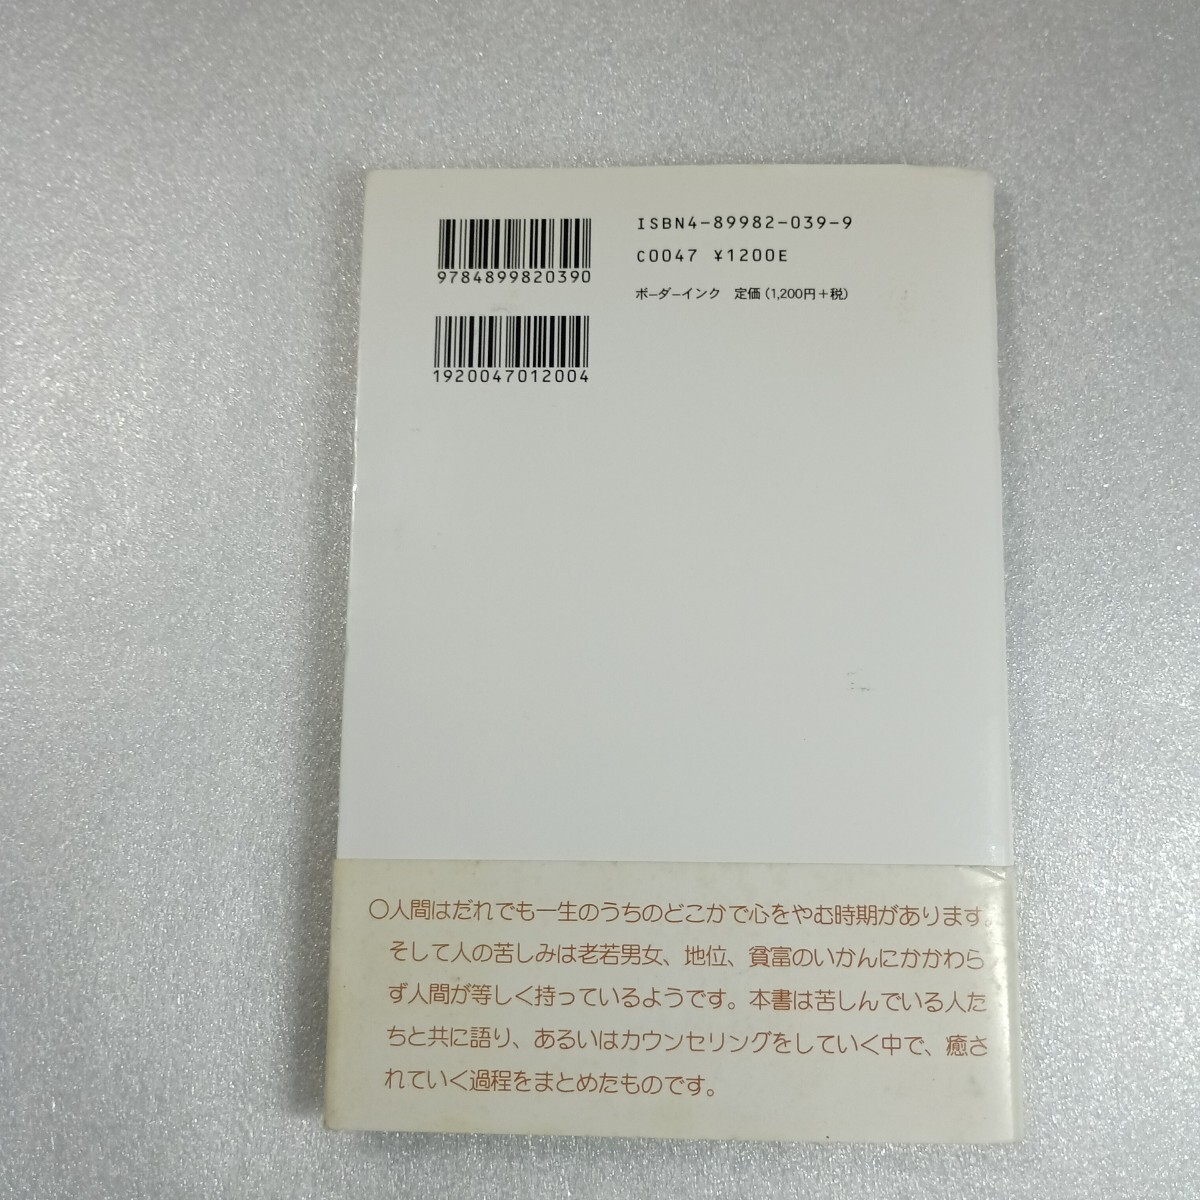 9784899820390
1920047012004
ISBN4-89982-039-9
C0047 ¥1200E
ボーダーインク 定価(1,200円+税)
○人間はだれでも一生のうちのどこかで心をやむ時期があります。
そして人の苦しみは老若男女、地位、貧富のいかんにかかわら
ず人間が等しく持っているようです。本書は苦しんでいる人た
ちと共に語り、あるいはカウンセリングをしていく中で、癒さ
れていく過程をまとめたものです。